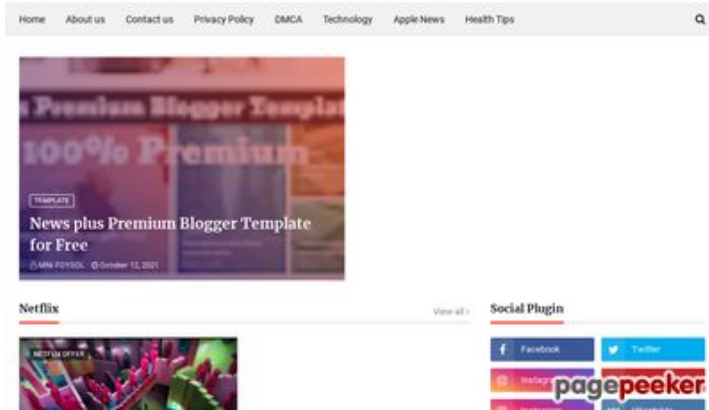 Home About us Contact us Privacy Policy DMCA Technology Apple News Health Tips
s Premium Blogger Templat
100% Premium
TEMPLATE
News plus Premium Blogger Template
for Free
October 12, 2021
Netflix
View all
Social Plugin
NETFLIX OFFER
Facebook
Twitter
Instagr
pagepeeker